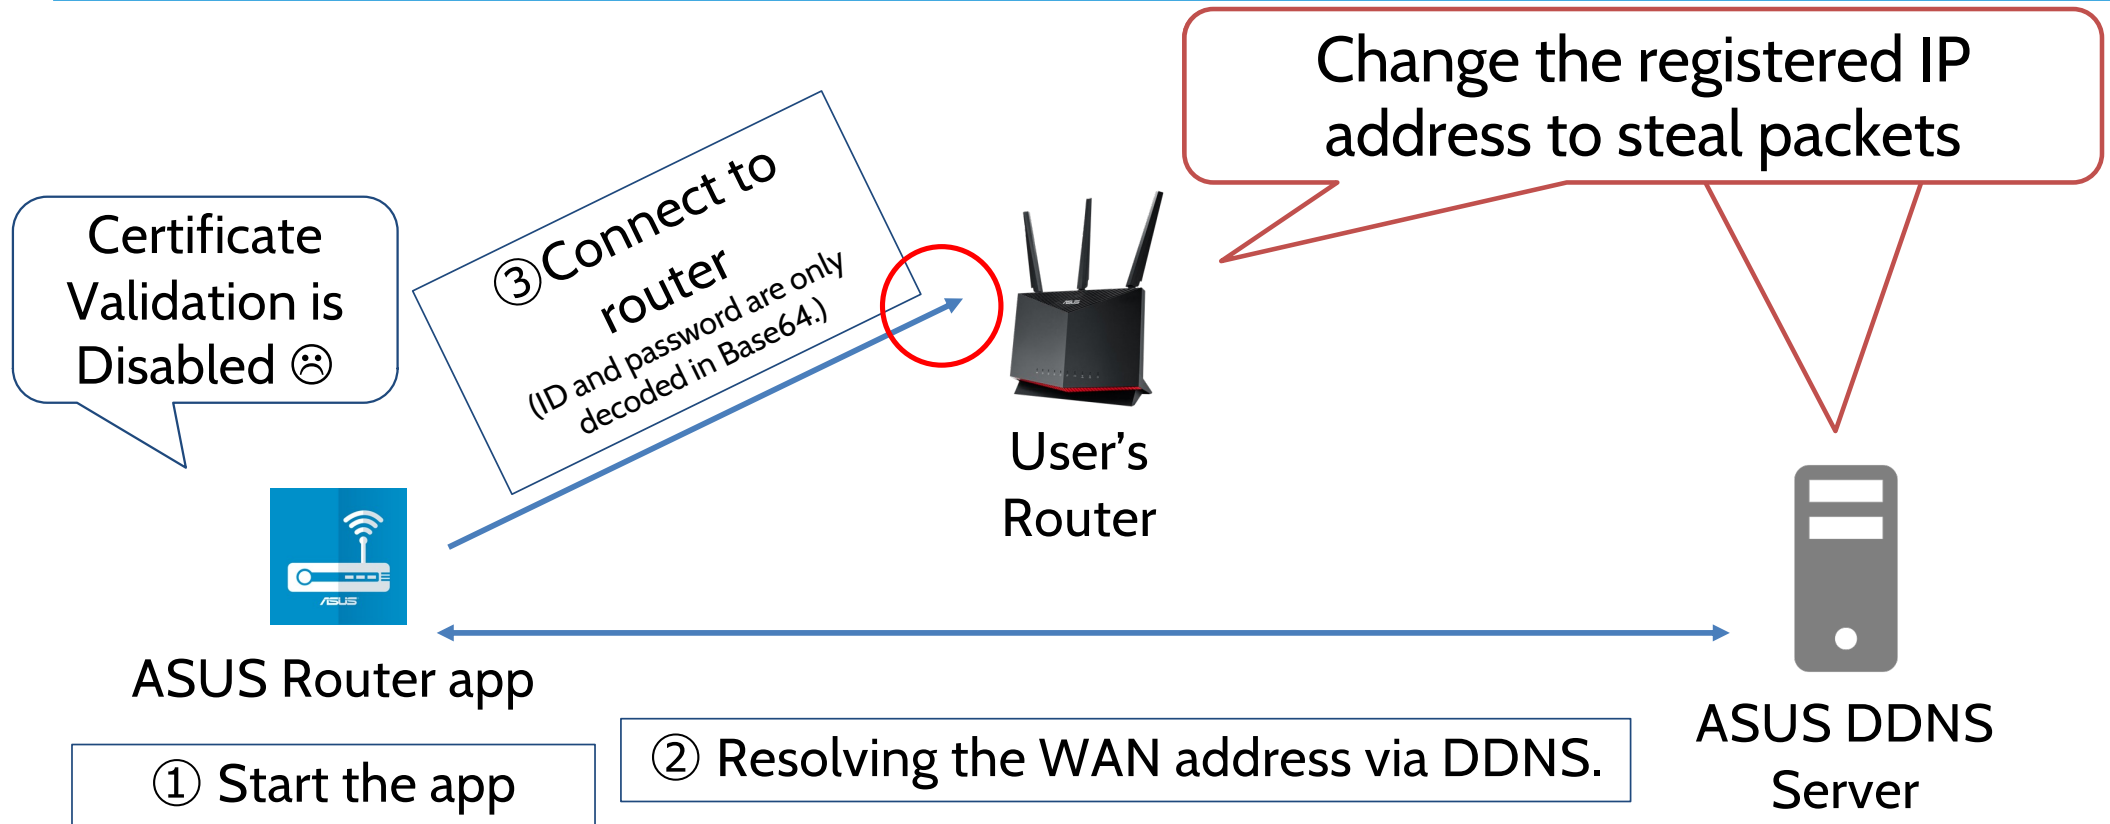 Change the registered IP
address to steal packets
Certificate
Validation is
Disabled ☹
③Connect to
router
(ID and password are only
decoded in Base64.)
ASUS
User's
Router
ASUS
ASUS Router app
ASUS DDNS
Server
① Start the app
② Resolving the WAN address via DDNS.